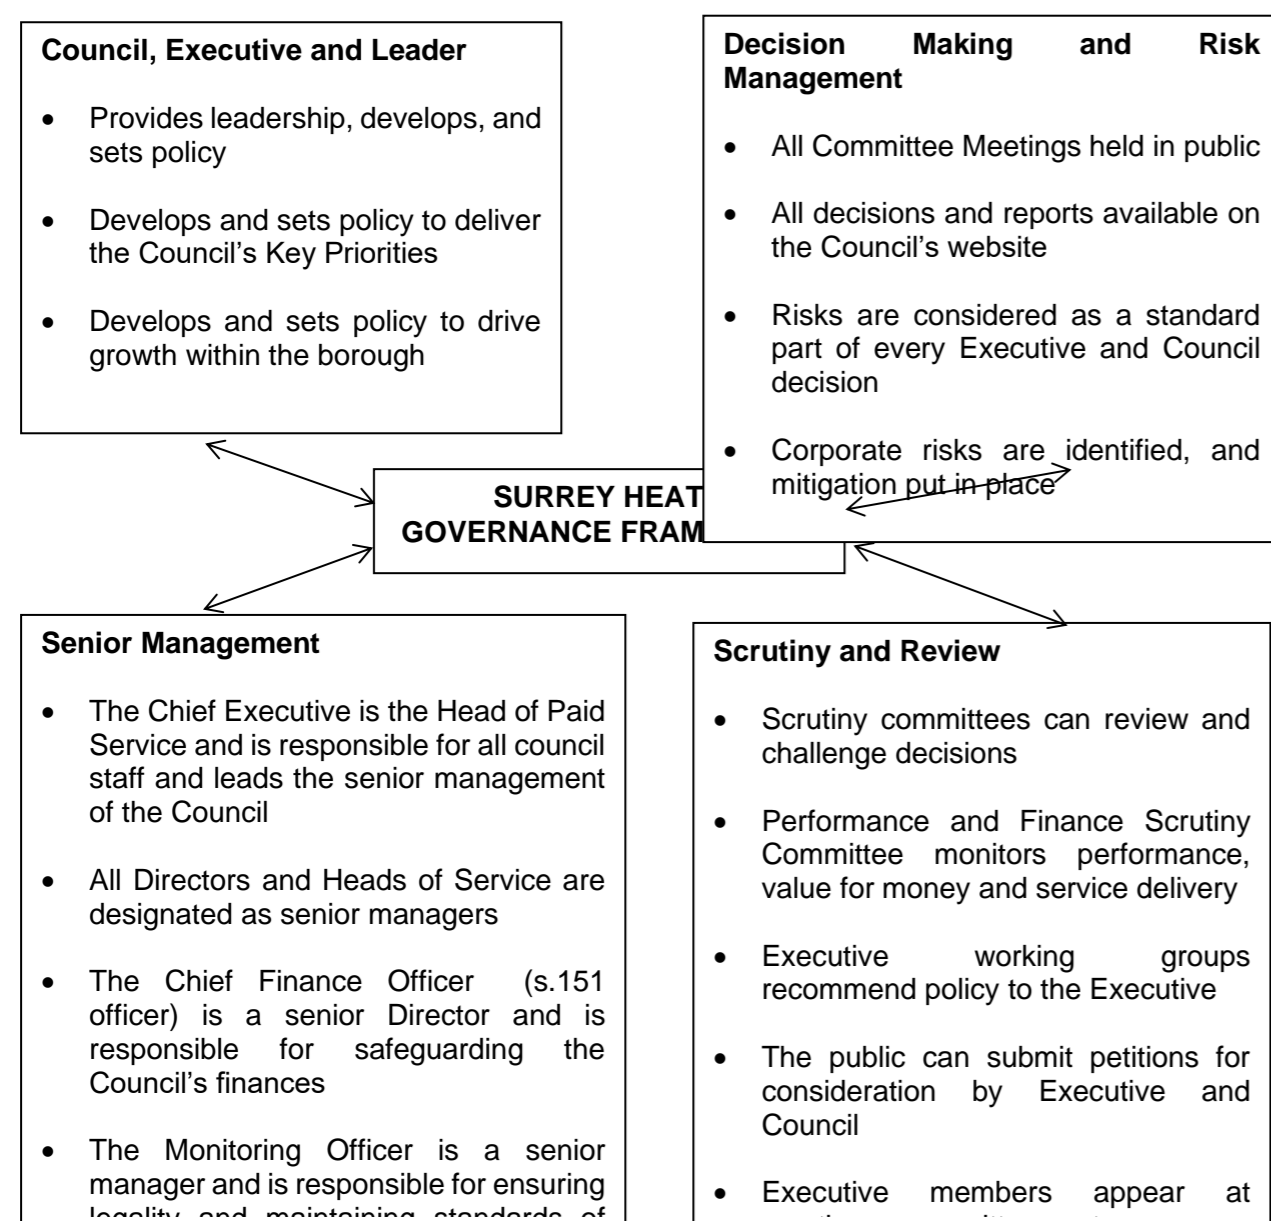 Council, Executive and Leader
• Provides leadership, develops, and
sets policy
• Develops and sets policy to deliver
the Council’s Key Priorities
• Develops and sets policy to drive
growth within the borough
Decision Making and Risk
Management
• All Committee Meetings held in public
• All decisions and reports available on
the Council’s website
• Risks are considered as a standard
part of every Executive and Council
decision
• Corporate risks are identified, and
mitigation put in place
SURREY HEAT
GOVERNANCE FRAM
Senior Management
• The Chief Executive is the Head of Paid
Service and is responsible for all council
staff and leads the senior management
of the Council
• All Directors and Heads of Service are
designated as senior managers
• The Chief Finance Officer (s.151
officer) is a senior Director and is
responsible for safeguarding the
Council’s finances
• The Monitoring Officer is a senior
manager and is responsible for ensuring
legality and maintaining standards of
Scrutiny and Review
• Scrutiny committees can review and
challenge decisions
• Performance and Finance Scrutiny
Committee monitors performance,
value for money and service delivery
• Executive working groups
recommend policy to the Executive
• The public can submit petitions for
consideration by Executive and
Council
• Executive members appear at